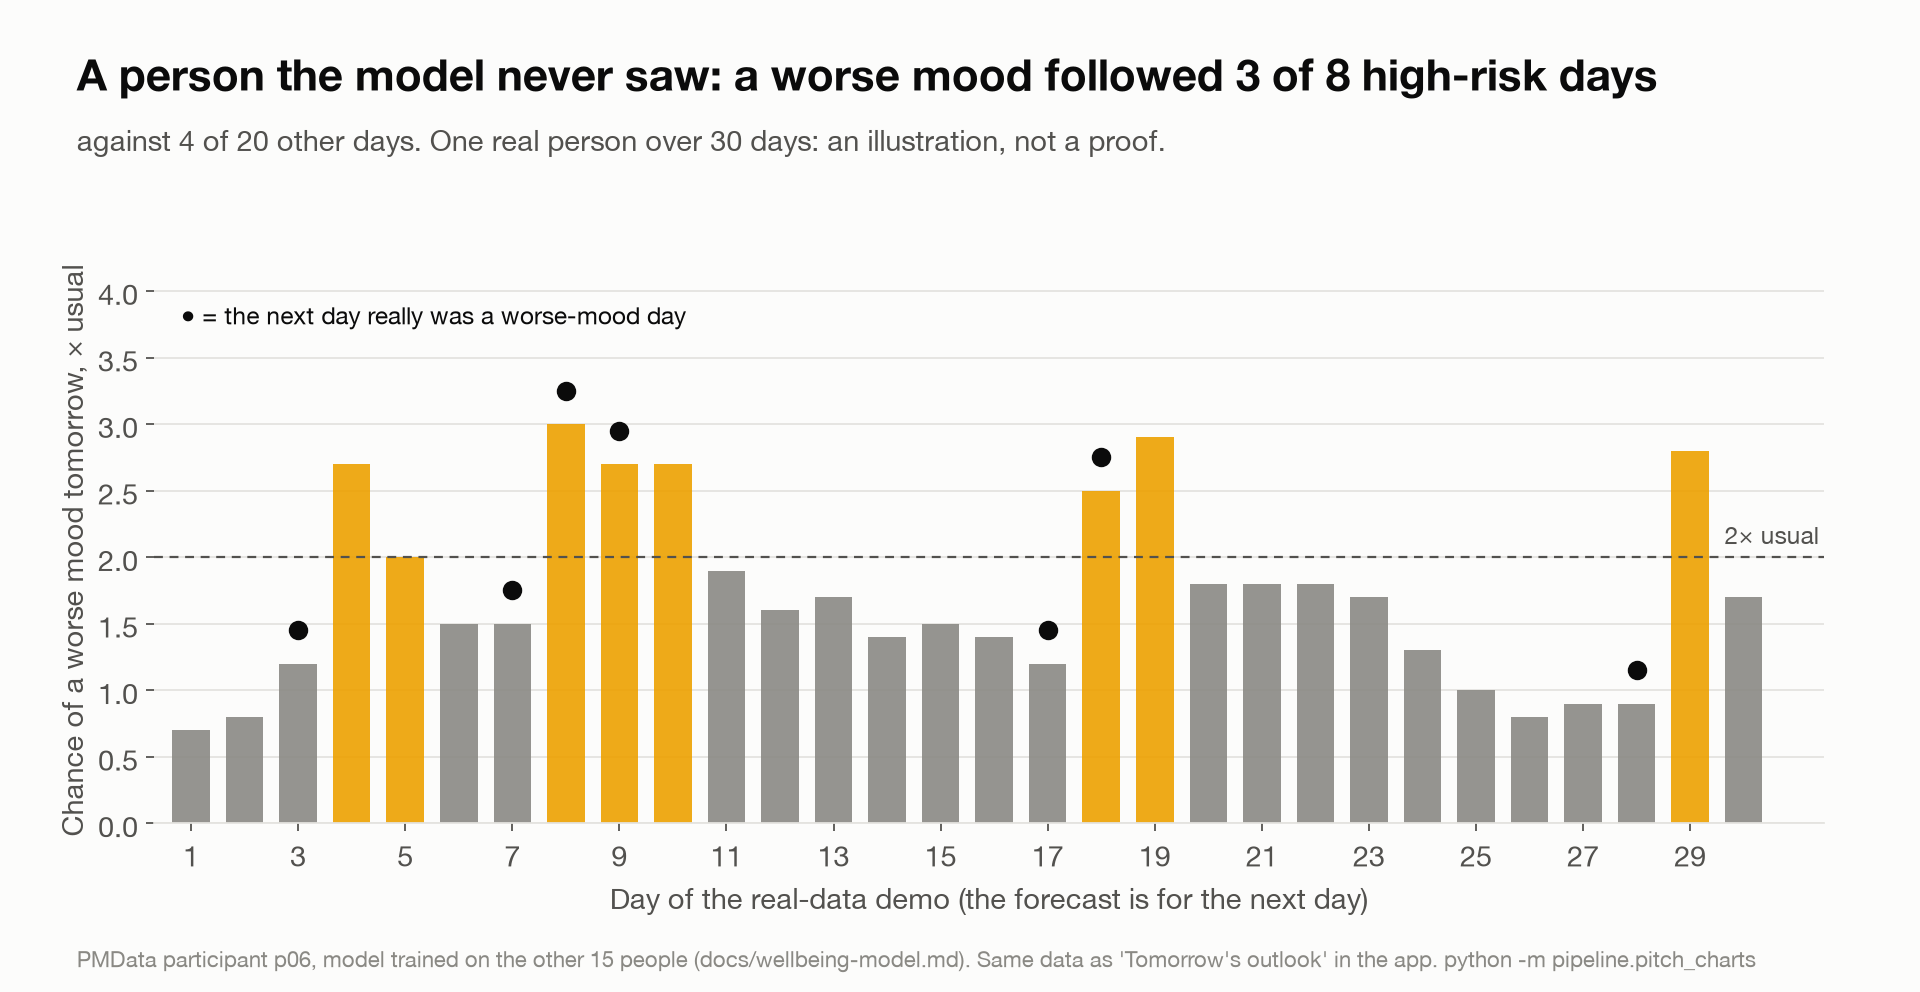 A person the model never saw: a worse mood followed 3 of 8 high-risk days
against 4 of 20 other days. One real person over 30 days: an illustration, not a proof.
Chance of a worse mood tomorrow, × usual
4.0
● = the next day really was a worse-mood day
3.5
3.0
2.5
2× usual
2.0
1.5
1.0
0.5
0.0
1 3 5 7 9 11 13 15 17 19 21 23 25 27 29
Day of the real-data demo (the forecast is for the next day)
PMData participant p06, model trained on the other 15 people (docs/wellbeing-model.md). Same data as 'Tomorrow's outlook' in the app. python -m pipeline.pitch_charts